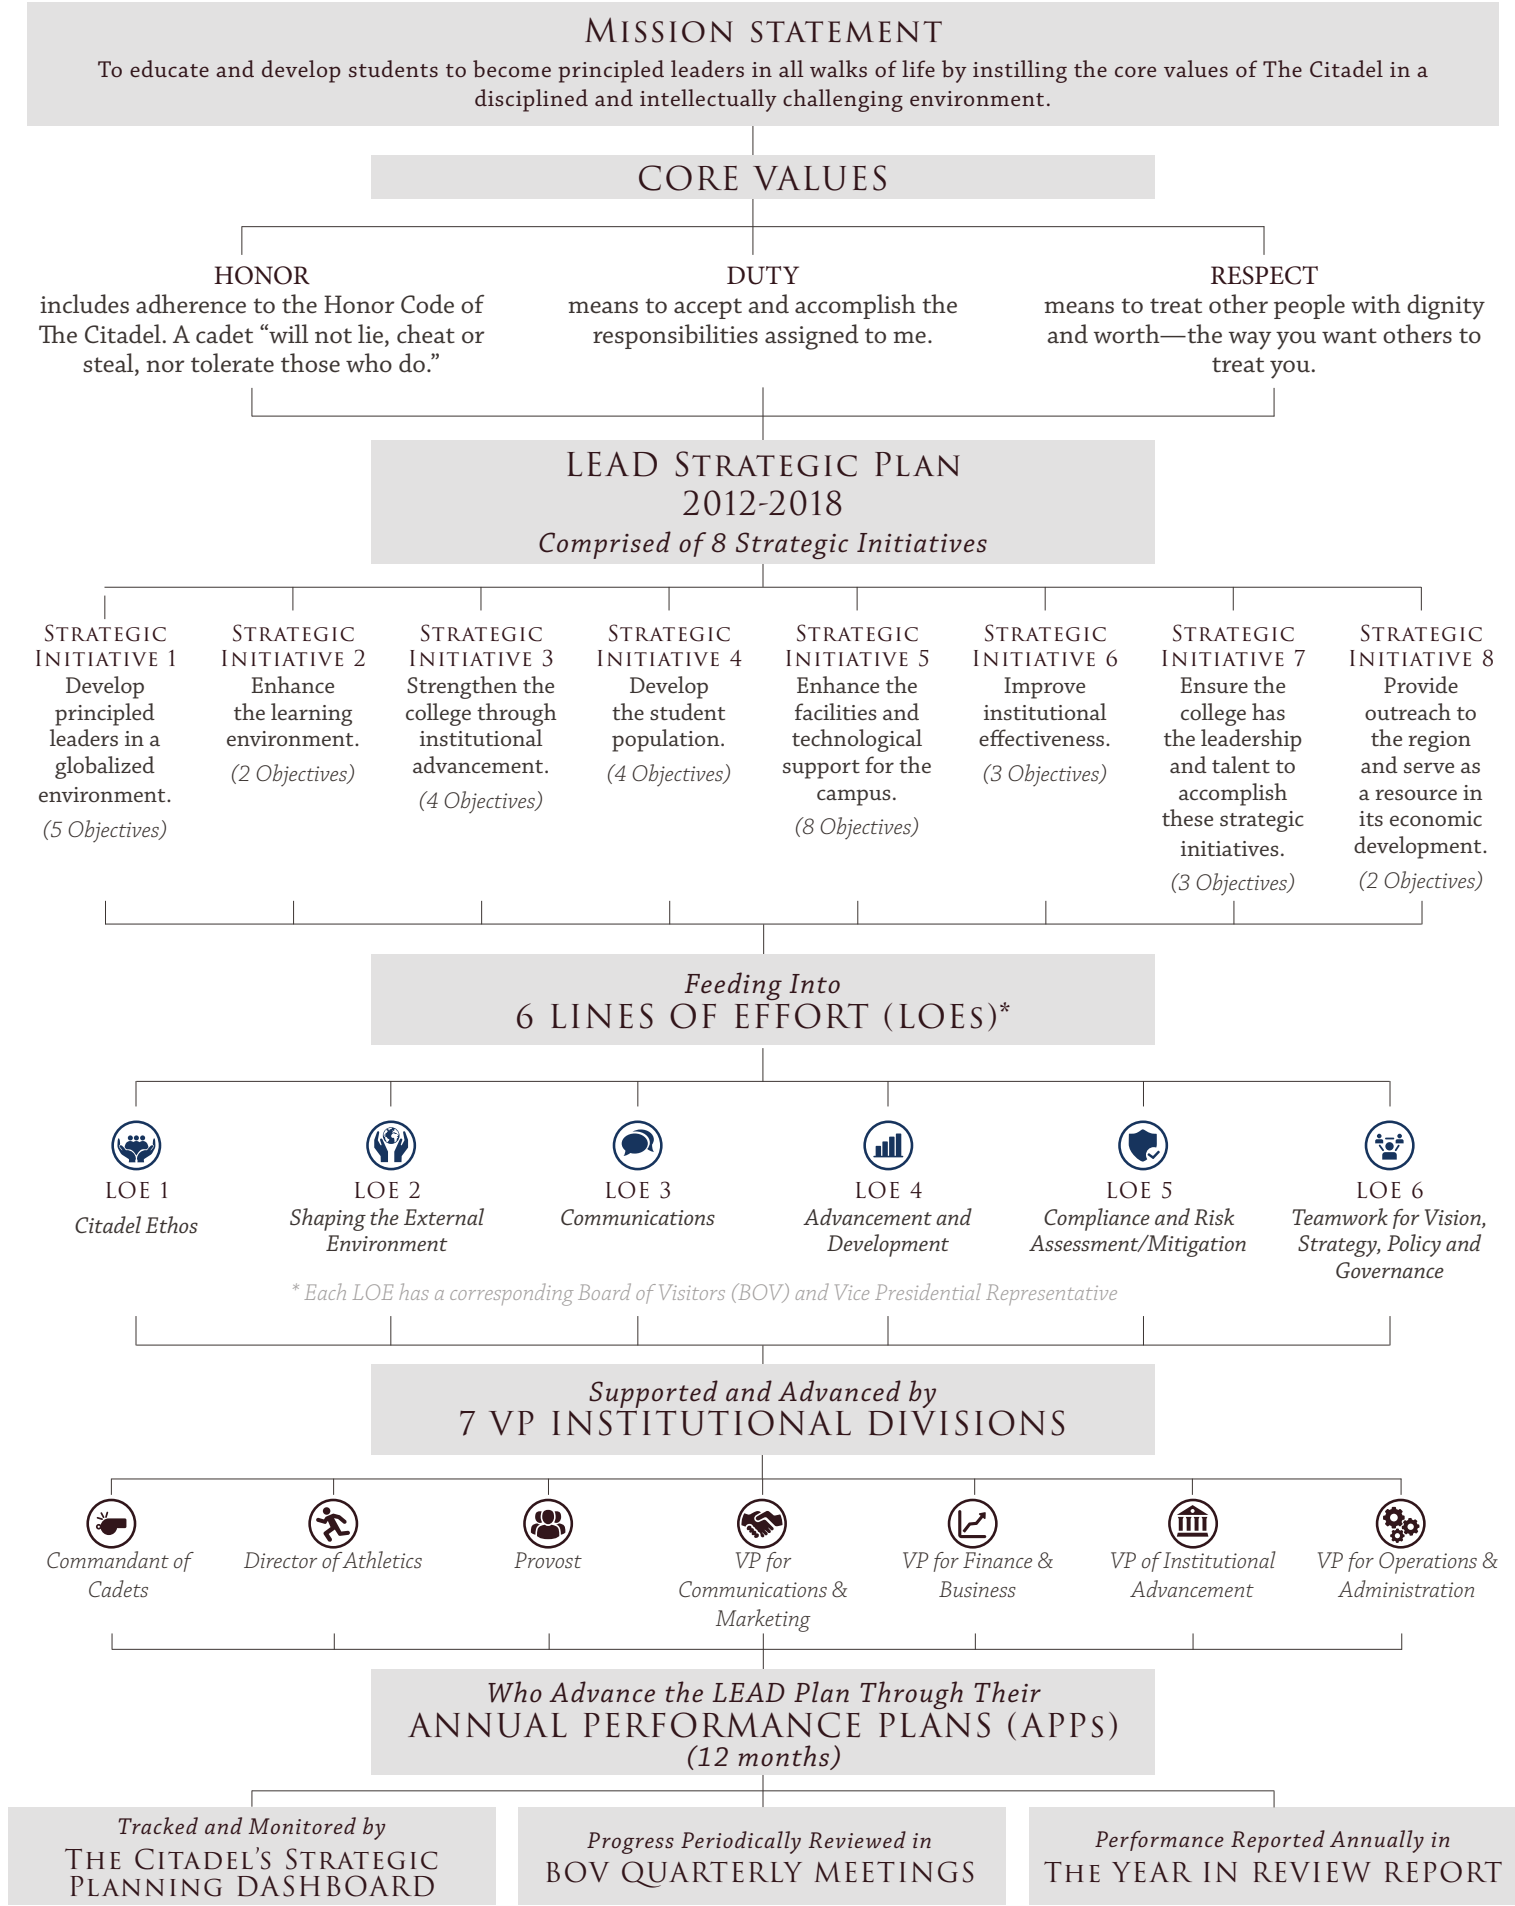 MISSION STATEMENT
To educate and develop students to become principled leaders in all walks of life by instilling the core values of The Citadel in a
disciplined and intellectually challenging environment.
CORE VALUES
HONOR
includes adherence to the Honor Code of
The Citadel. A cadet “will not lie, cheat or
steal, nor tolerate those who do.”
DUTY
means to accept and accomplish the
responsibilities assigned to me.
RESPECT
means to treat other people with dignity
and worth—the way you want others to
treat you.
LEAD STRATEGIC PLAN
2012-2018
Comprised of 8 Strategic Initiatives
STRATEGIC
INITIATIVE 1
Develop
principled
leaders in a
globalized
environment.
(5 Objectives)
STRATEGIC
INITIATIVE 2
Enhance
the learning
environment.
(2 Objectives)
STRATEGIC
INITIATIVE 3
Strengthen the
college through
institutional
advancement.
(4 Objectives)
STRATEGIC
INITIATIVE 4
Develop
the student
population.
(4 Objectives)
STRATEGIC
INITIATIVE 5
Enhance the
facilities and
technological
support for the
campus.
(8 Objectives)
STRATEGIC
INITIATIVE 6
Improve
institutional
effectiveness.
(3 Objectives)
STRATEGIC
INITIATIVE 7
Ensure the
college has
the leadership
and talent to
accomplish
these strategic
initiatives.
(3 Objectives)
STRATEGIC
INITIATIVE 8
Provide
outreach to
the region
and serve as
a resource in
its economic
development.
(2 Objectives)
Feeding Into
6 LINES OF EFFORT (LOEs)*
LOE 1
Citadel Ethos
LOE 2
Shaping the External
Environment
LOE 3
Communications
LOE 4
Advancement and
Development
LOE 5
Compliance and Risk
Assessment/Mitigation
LOE 6
Teamwork for Vision,
Strategy, Policy and
Governance
* Each LOE has a corresponding Board of Visitors (BOV) and Vice Presidential Representative
Supported and Advanced by
7 VP INSTITUTIONAL DIVISIONS
Commandant of
Cadets
Director of Athletics
Provost
VP for
Communications &
Marketing
VP for Finance &
Business
VP of Institutional
Advancement
VP for Operations &
Administration
Who Advance the LEAD Plan Through Their
ANNUAL PERFORMANCE PLANS (APPs)
(12 months)
Tracked and Monitored by
THE CITADEL'S STRATEGIC
PLANNING DASHBOARD
Progress Periodically Reviewed in
BOV QUARTERLY MEETINGS
Performance Reported Annually in
THE YEAR IN REVIEW REPORT